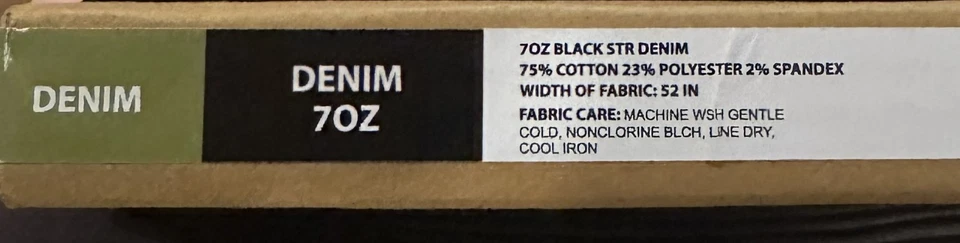 DENIM
DENIM
7OZ
7OZ BLACK STR DENIM
75% COTTON 23% POLYESTER 2% SPANDEX
WIDTH OF FABRIC: 52 IN
FABRIC CARE: MACHINE WSH GENTLE
COLD, NONCLORINE BLCH, LINE DRY,
COOL IRON